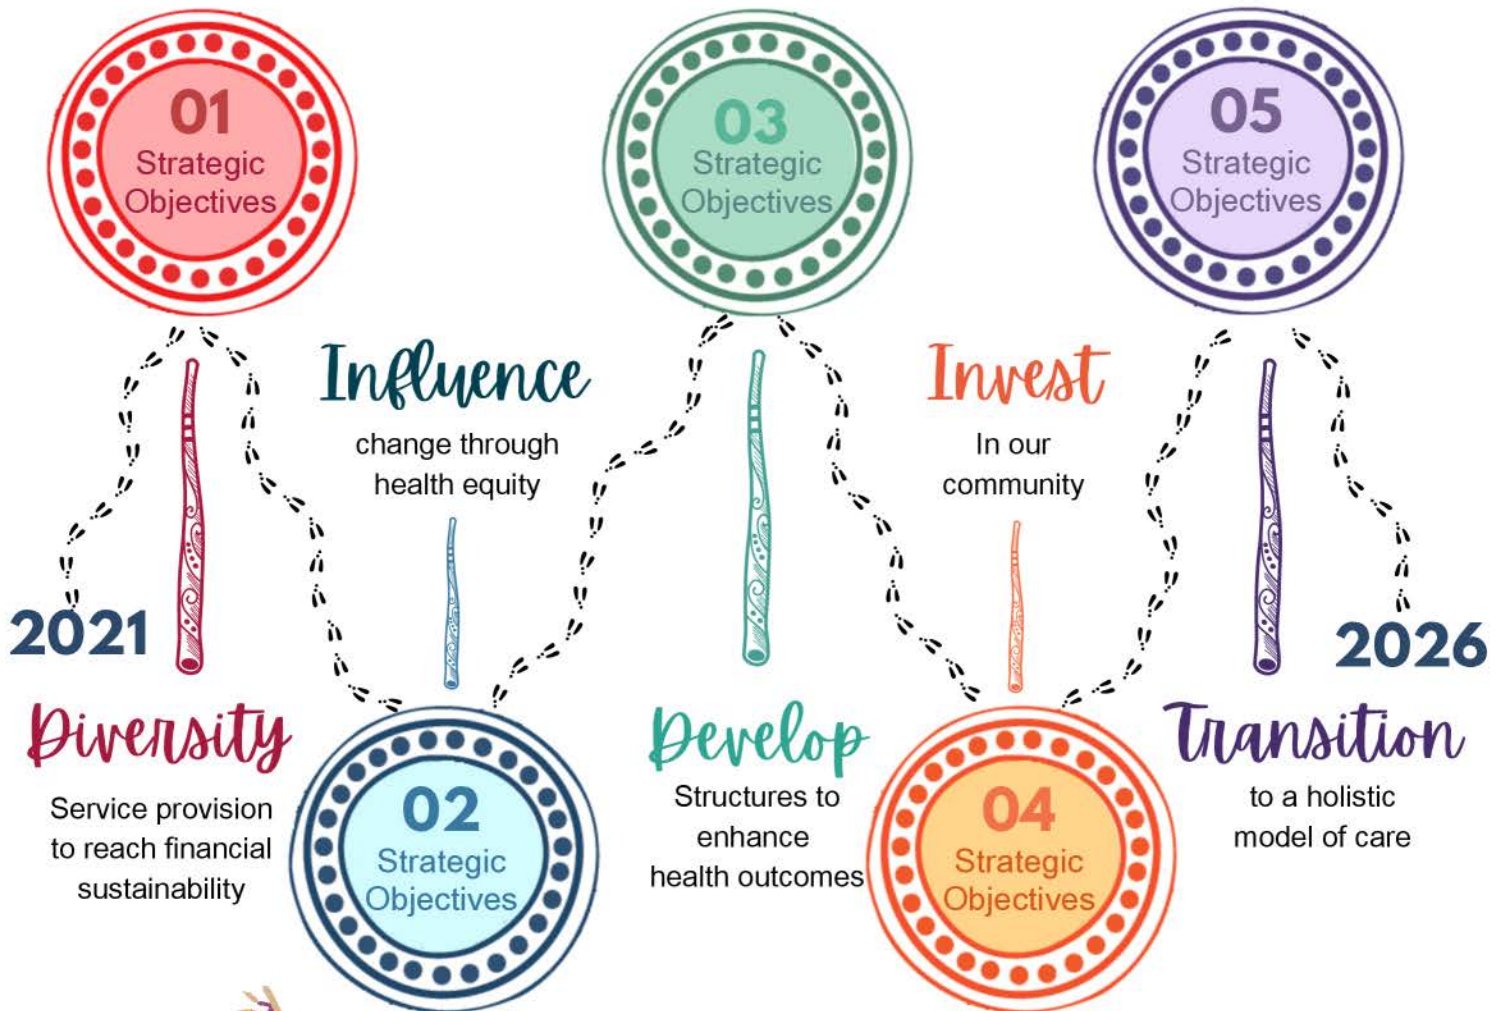 01
Strategic
Objectives
2021
Diversity
Service provision
to reach financial
sustainability
Influence
change through
health equity
02
Strategic
Objectives
03
Strategic
Objectives
Develop
Structures to
enhance
health outcomes
Invest
In our
community
04
Strategic
Objectives
05
Strategic
Objectives
Transition
to a holistic
model of care
2026